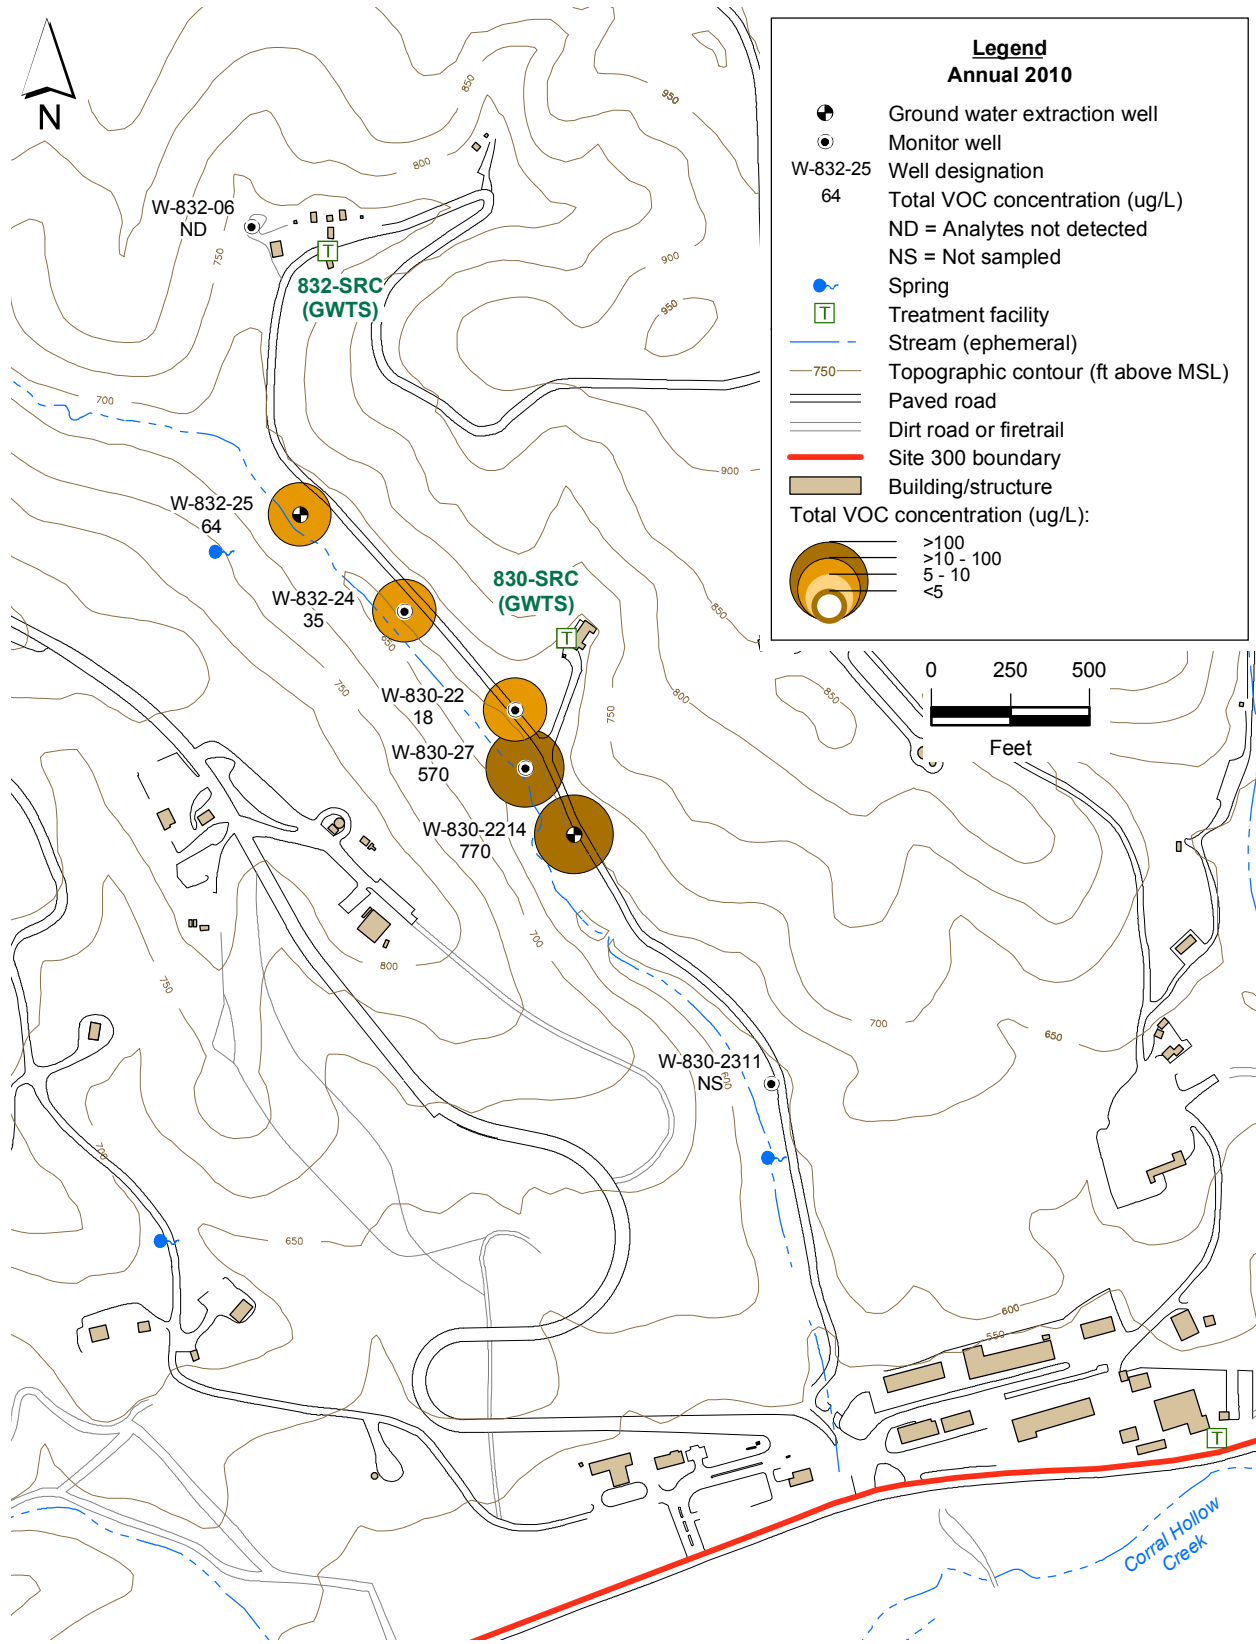 N
Legend
Annual 2010
Ground water extraction well
Monitor well
W-832-25 Well designation
64 Total VOC concentration (ug/L)
ND = Analytes not detected
NS = Not sampled
Spring
T Treatment facility
Stream (ephemeral)
750 Topographic contour (ft above MSL)
Paved road
Dirt road or firetrail
Site 300 boundary
Building/structure
Total VOC concentration (ug/L):
>100
>10 - 100
5 - 10
<5
0 250 500
Feet
850
950
800
W-832-06
ND
750
T
832-SRC
(GWTS)
900
950
700
900
W-832-25
64
830-SRC
(GWTS)
T
W-832-24
35
850
650
750
W-830-22
18
800
750
850
W-830-27
570
W-830-2214
770
700
800
750
700
650
W-830-2311
NS
600
700
650
600
550
T
Corral Hollow
Creek